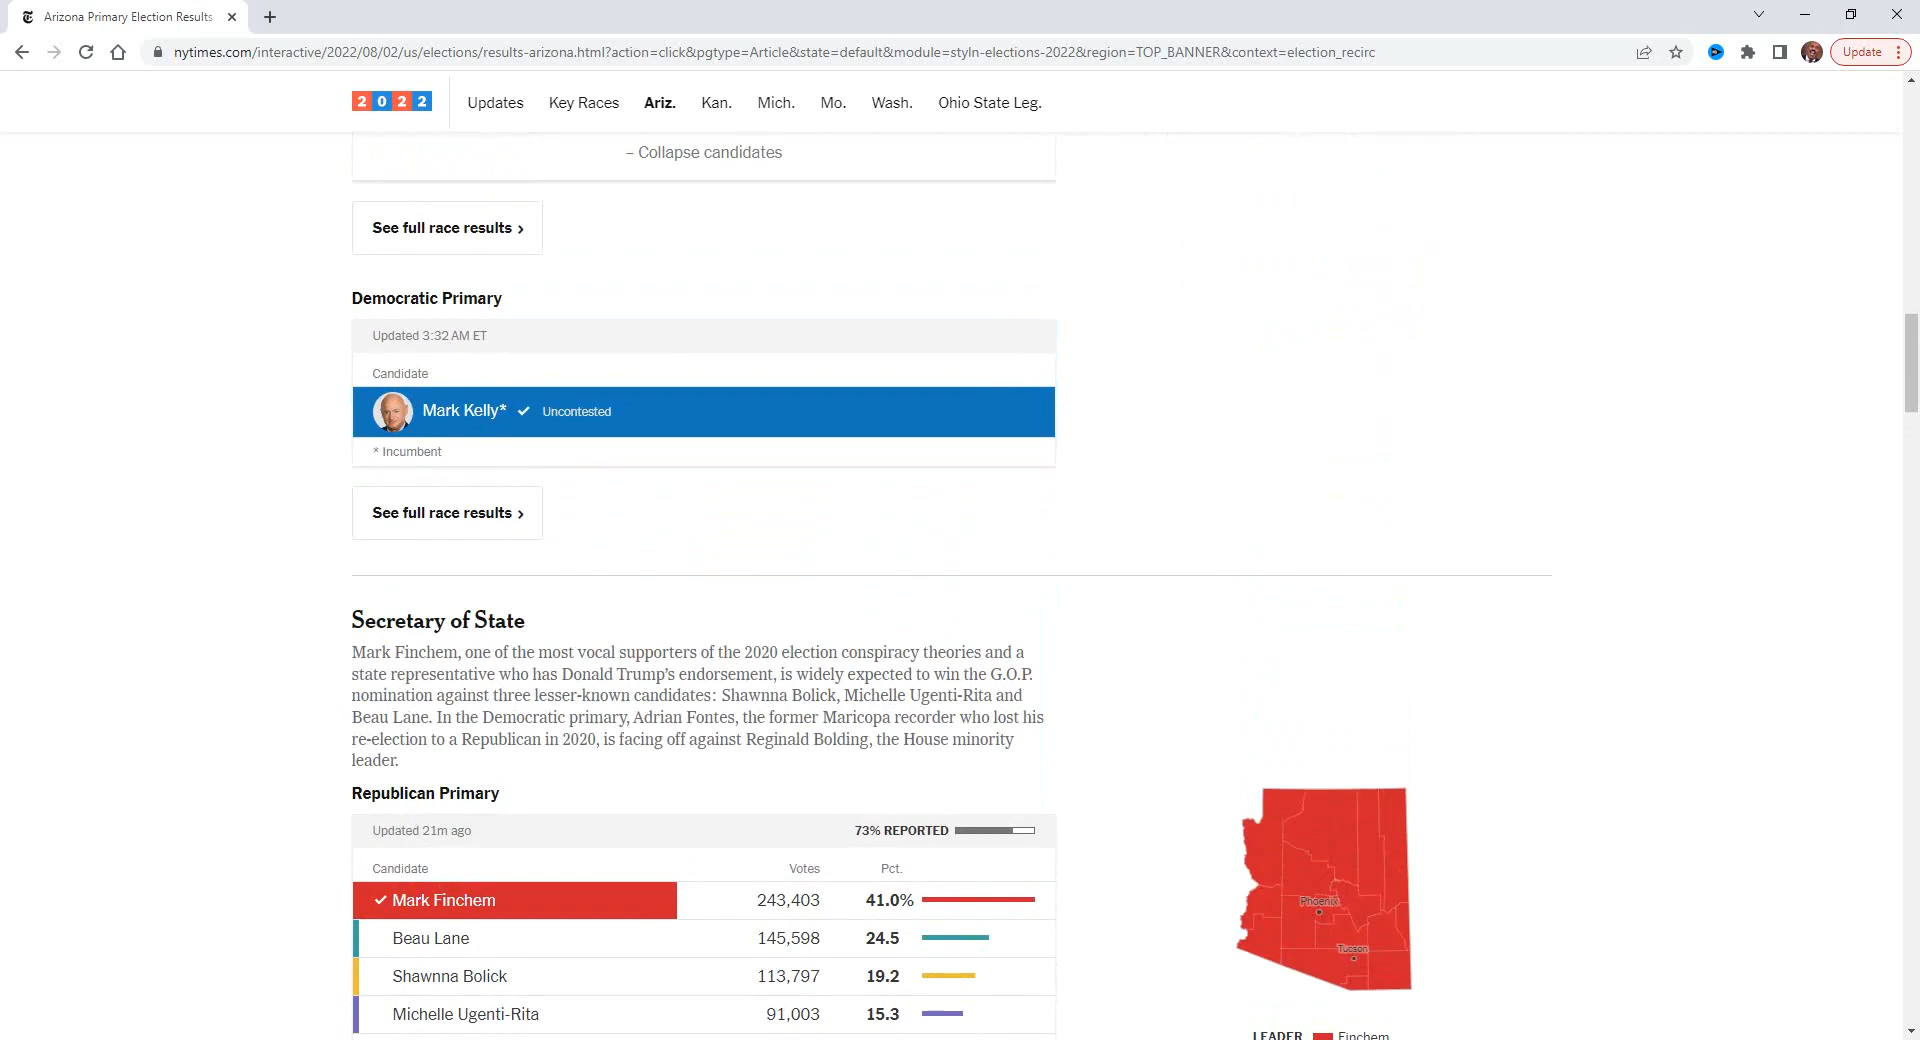 Arizona Primary Election Results
nytimes.com/interactive/2022/08/02/us/elections/results-arizona.html?action=click&pgtype=Article&state=default&module=styln-elections-2022&region=TOP_BANNER&context=election_recirc
Update
2022 Updates Key Races Ariz. Kan. Mich. Mo. Wash. Ohio State Leg.
– Collapse candidates
See full race results ›
Democratic Primary
Updated 3:32 AM ET
Candidate
Mark Kelly* ✓ Uncontested
* Incumbent
See full race results ›
Secretary of State
Mark Finchem, one of the most vocal supporters of the 2020 election conspiracy theories and a
state representative who has Donald Trump’s endorsement, is widely expected to win the G.O.P.
nomination against three lesser-known candidates: Shawnna Bolick, Michelle Ugenti-Rita and
Beau Lane. In the Democratic primary, Adrian Fontes, the former Maricopa recorder who lost his
re-election to a Republican in 2020, is facing off against Reginald Bolding, the House minority
leader.
Republican Primary
Updated 21m ago 73% REPORTED
Candidate Votes Pct.
✓ Mark Finchem 243,403 41.0%
Beau Lane 145,598 24.5
Shawnna Bolick 113,797 19.2
Michelle Ugenti-Rita 91,003 15.3
Phoenix
Tucson
LEADER Finchem